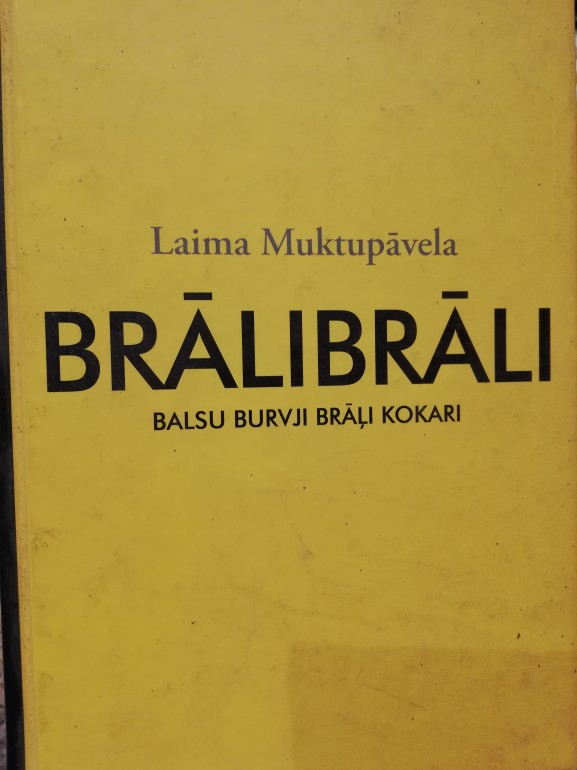 Laima Muktupāvela
BRĀLIBRĀLI
BALSU BURVJI BRĀĻI KOKARI